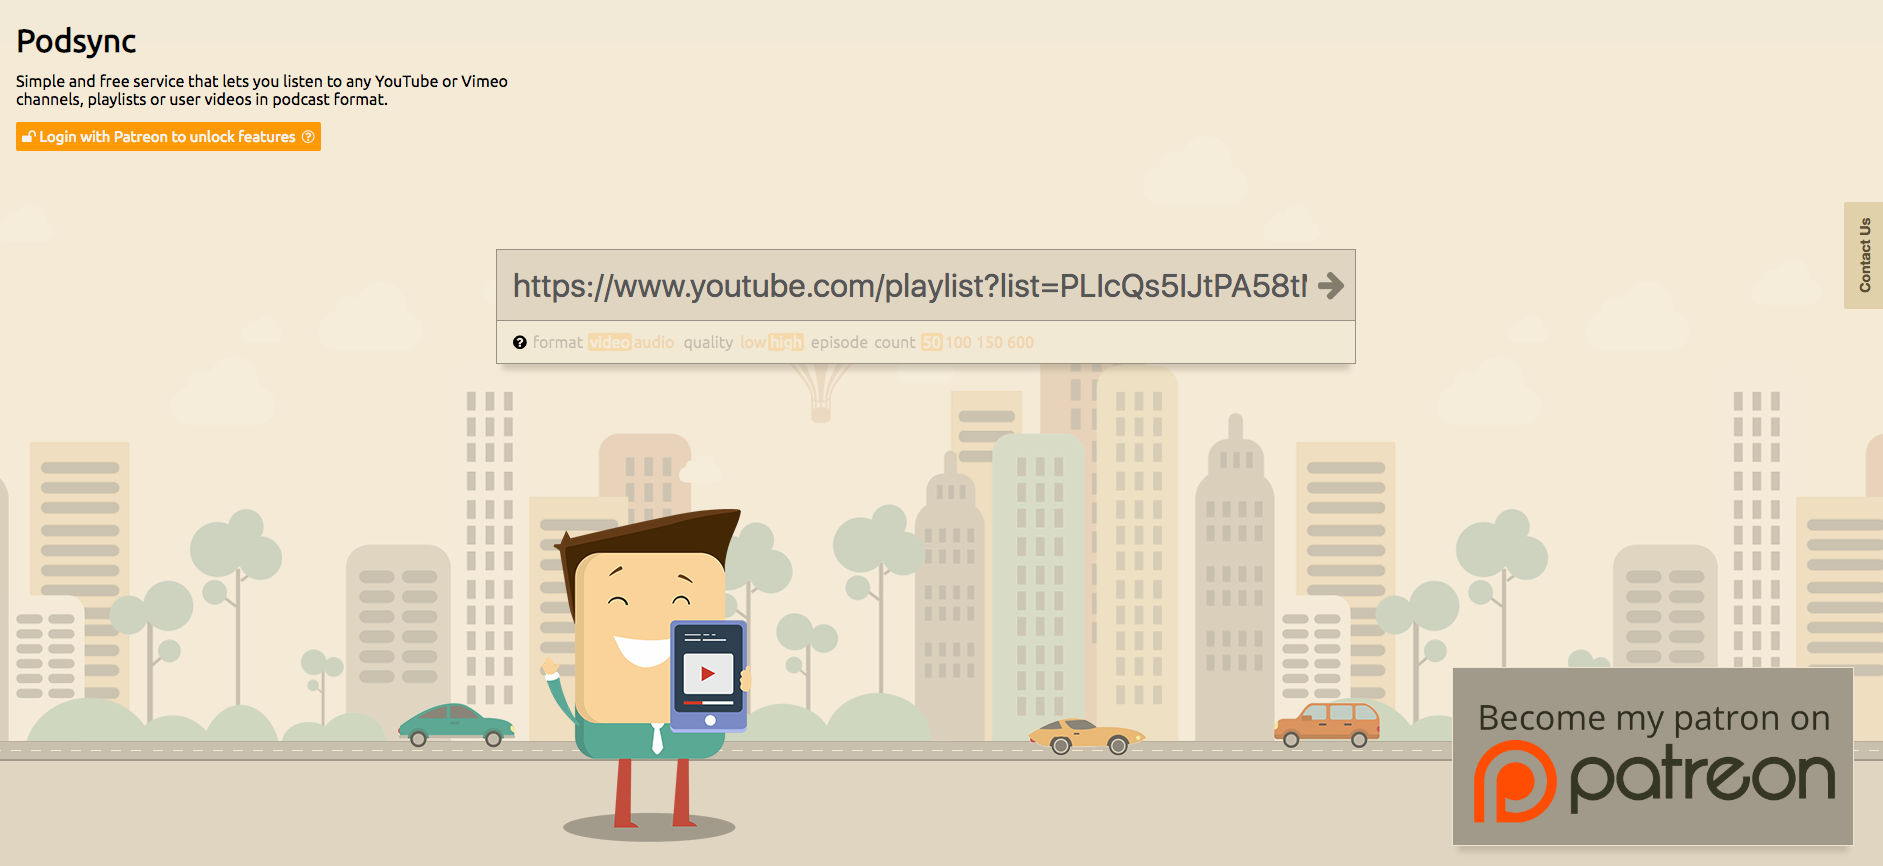 Podsync
Simple and free service that lets you listen to any YouTube or Vimeo
channels, playlists or user videos in podcast format.
Login with Patreon to unlock features
Contact Us
https://www.youtube.com/playlist?list=PLIcQs5IJtPA58tI
format video audio quality low high episode count 50 100 150 600
Become my patron on
patreon